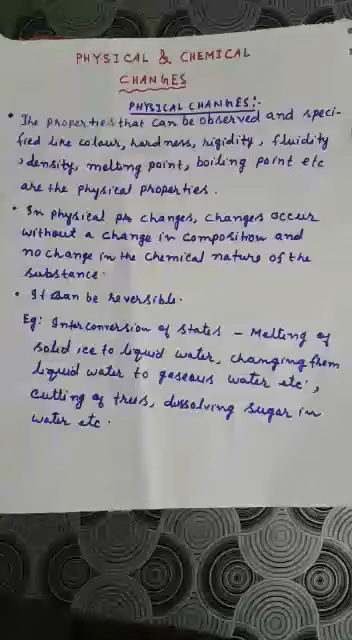 PHYSICAL & CHEMICAL
CHANGES
PHYSICAL CHANGES:-
• The properties that can be observed and speci-
fied like colour, hardness, rigidity, fluidity
, density, melting point, boiling point etc
are the physical properties.
• In physical changes, changes occur
without a change in composition and
no change in the chemical nature of the
substance.
• It can be reversible.
Eg: Interconversion of states - Melting of
solid ice to liquid water, changing from
liquid water to gaseous water etc.,
cutting of trees, dissolving sugar in
water etc.